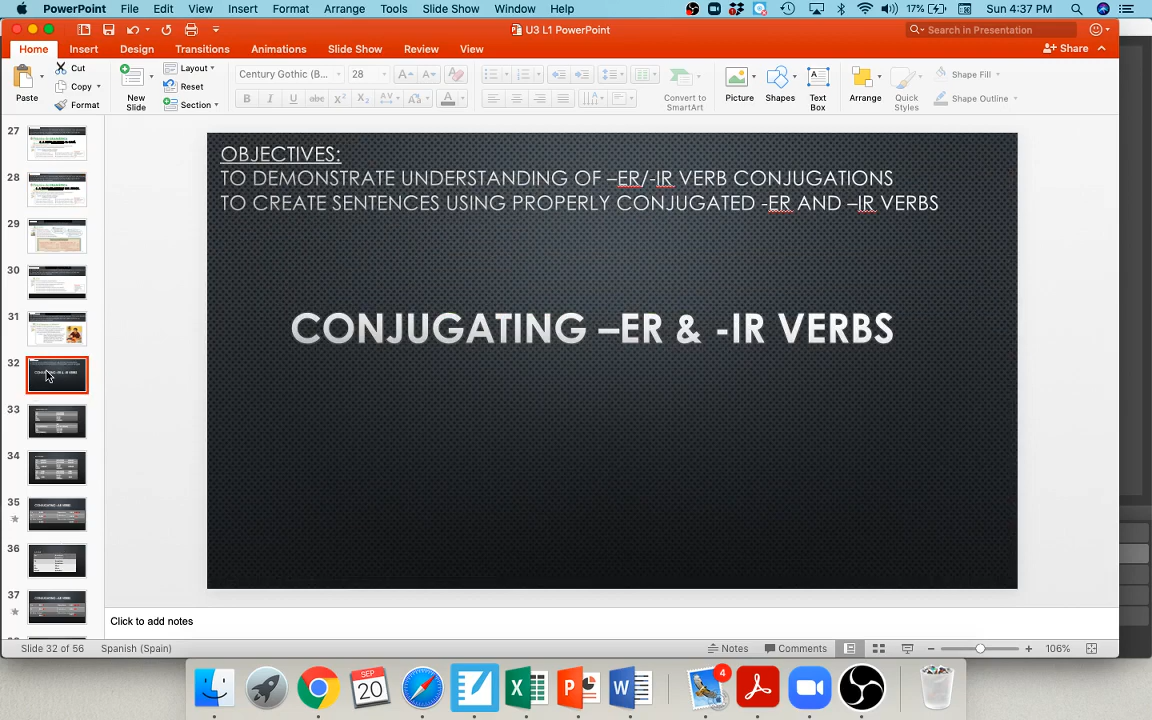 PowerPoint File Edit View Insert Format Arrange Tools Slide Show Window Help 17% Sun 4:37 PM
U3 L1 PowerPoint Search in Presentation
Home Insert Design Transitions Animations Slide Show Review View Share
Paste Cut Copy Format
New Slide Layout Reset Section
Century Gothic (B... 28
B I U abc X² X₂ AV Aa A
Convert to SmartArt
Picture Shapes Text Box Arrange Quick Styles
Shape Fill
Shape Outline
27
28
29
30
31
32
33
34
35
36
37
OBJECTIVES:
TO DEMONSTRATE UNDERSTANDING OF –ER/-IR VERB CONJUGATIONS
TO CREATE SENTENCES USING PROPERLY CONJUGATED -ER AND –IR VERBS
CONJUGATING –ER & -IR VERBS
Click to add notes
Slide 32 of 56 Spanish (Spain) Notes Comments 106%
SEP
20
4